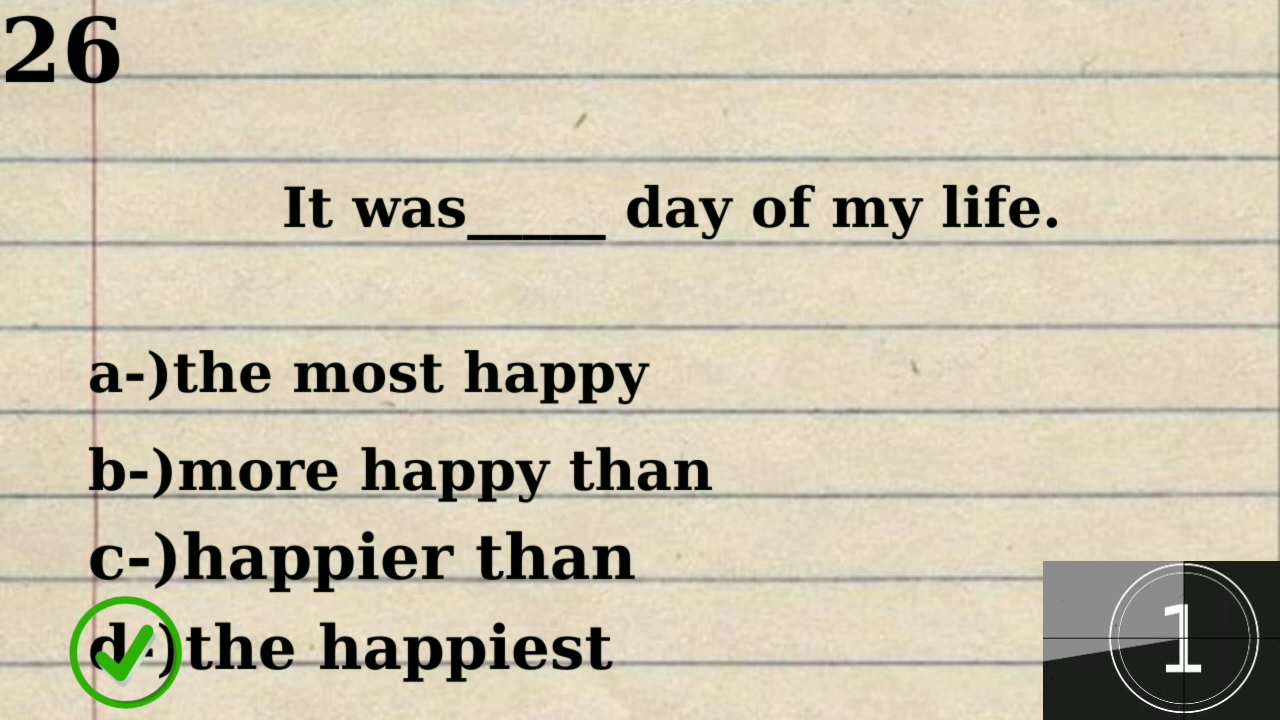 26
It was_____ day of my life.
a-)the most happy
b-)more happy than
c-)happier than
d-)the happiest
1